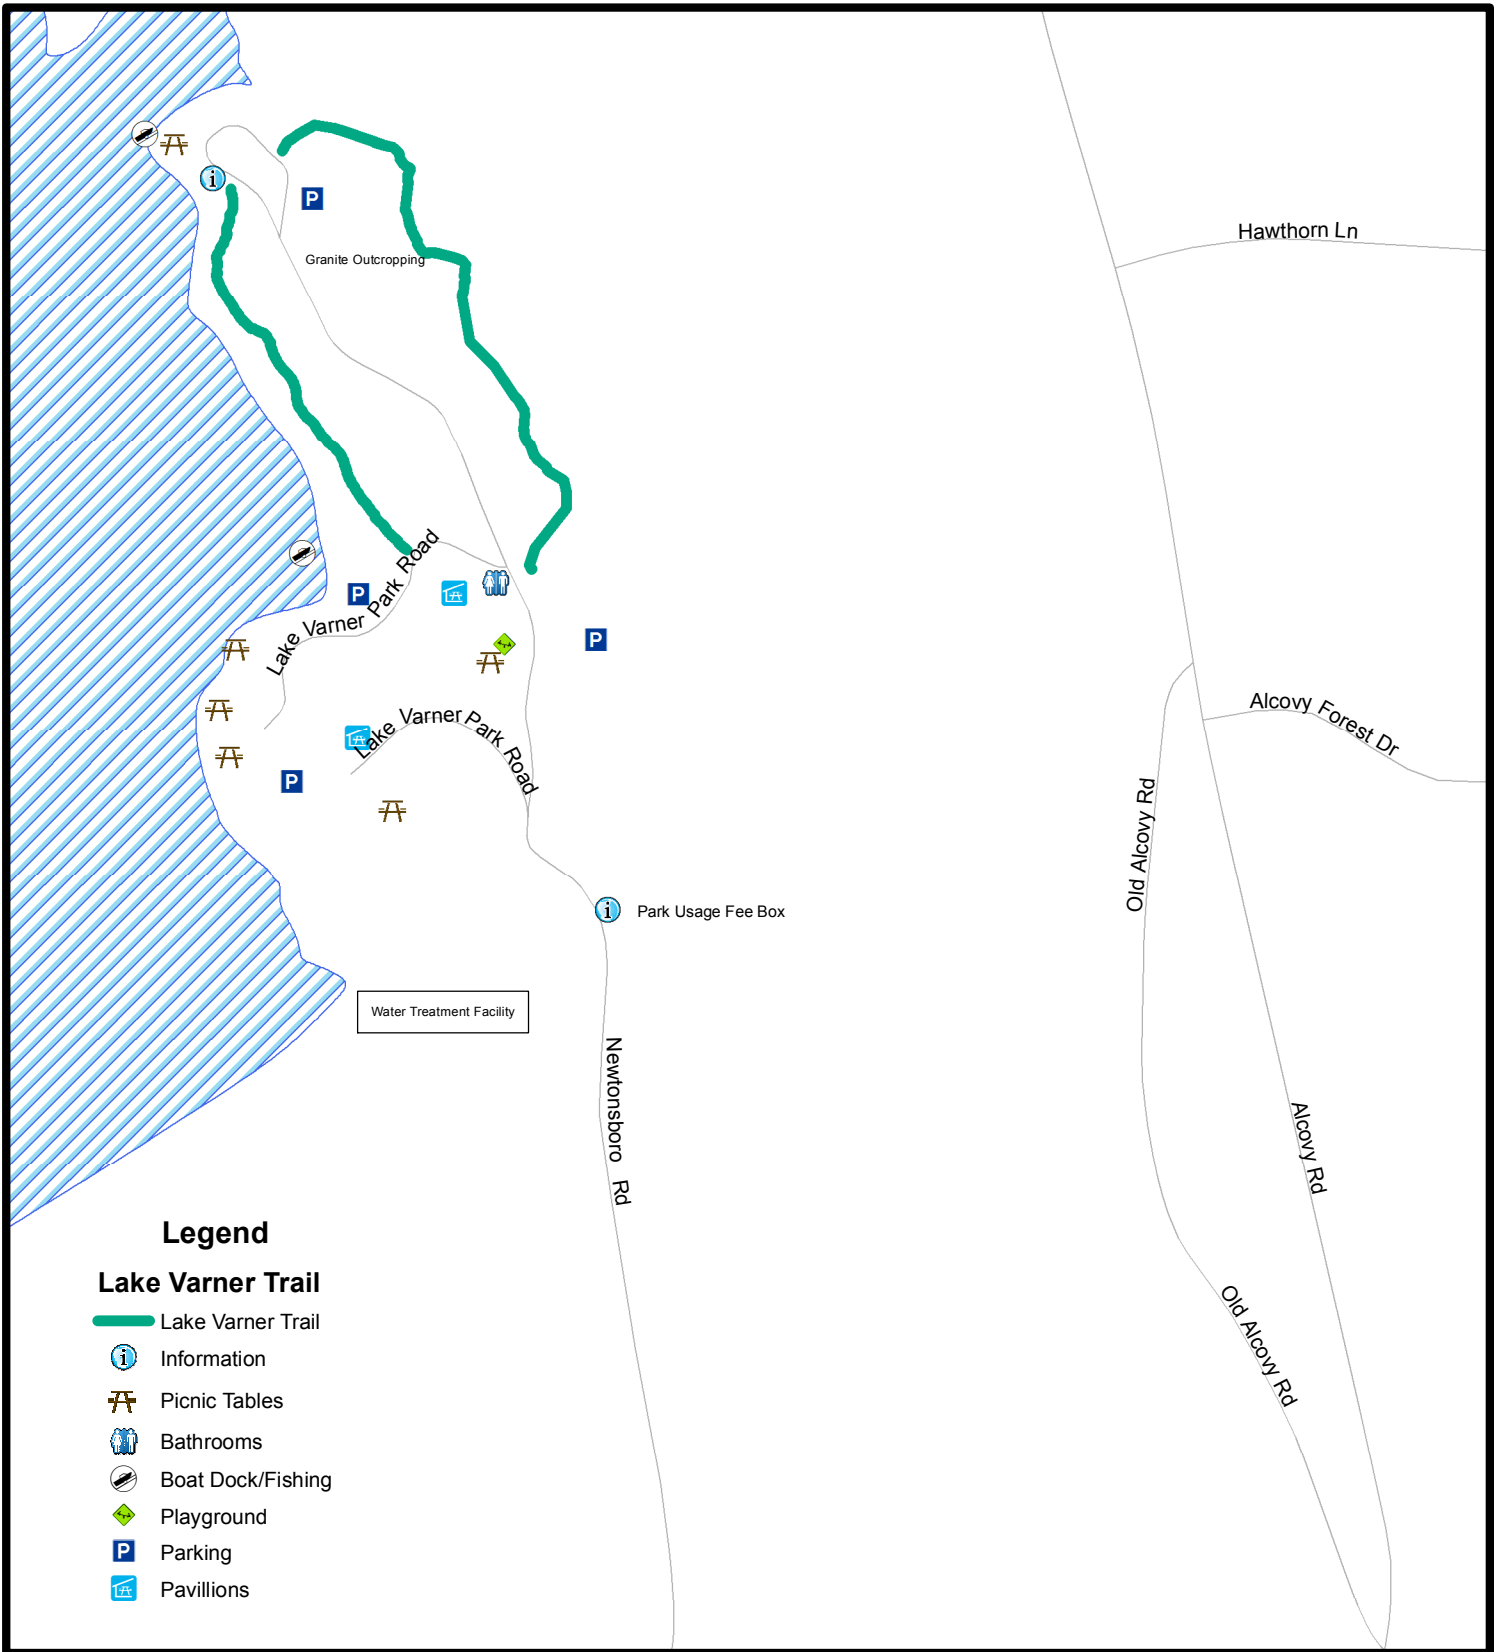 Hawthorn Ln
P
Granite Outcropping
Lake Varner Park Road
P
P
Lake Varner Park Road
P
Alcovy Forest Dr
Old Alcovy Rd
i
Park Usage Fee Box
Water Treatment Facility
Newtonsboro Rd
Alcovy Rd
Old Alcovy Rd
i
Legend
Lake Varner Trail
Lake Varner Trail
i Information
Picnic Tables
Bathrooms
Boat Dock/Fishing
Playground
P Parking
Pavillions